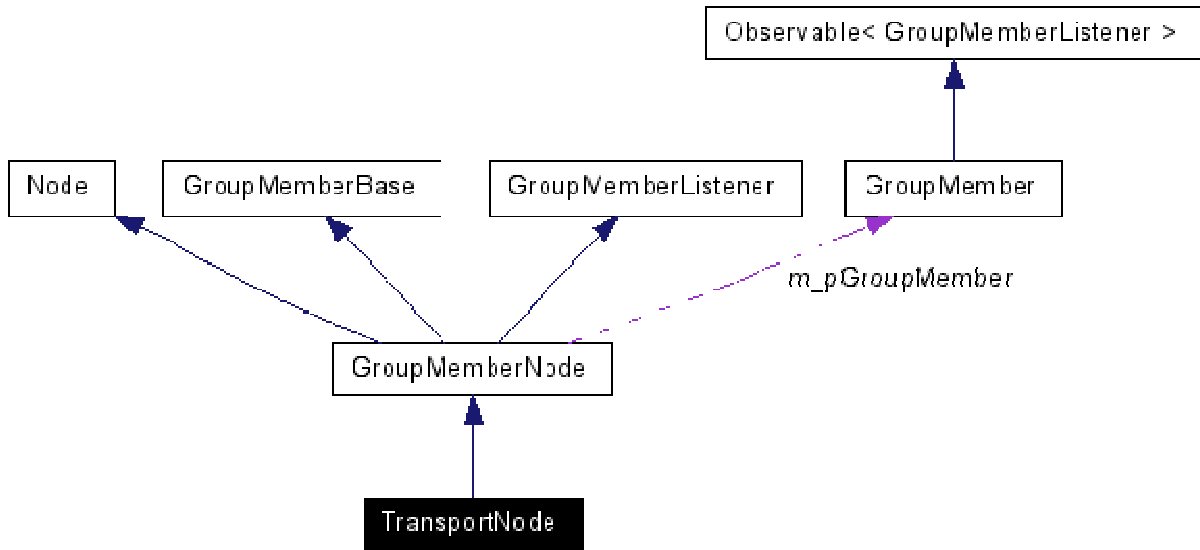 Observable< GroupMemberListener >
Node
GroupMemberBase
GroupMemberListener
GroupMember
m_pGroupMember
GroupMemberNode
TransportNode